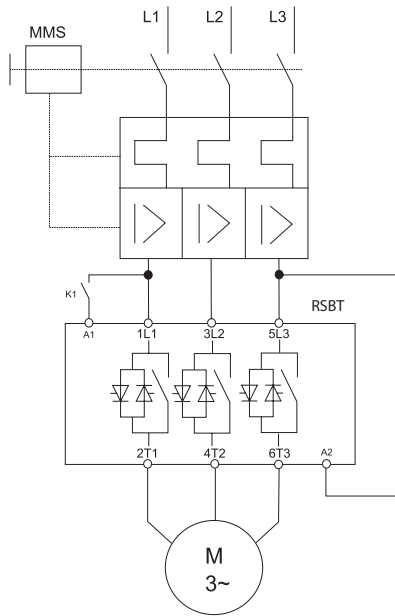 L1 L2 L3
MMS
K1
RSBT
A1 1L1 3L2 5L3
2T1 4T2 6T3 A2
M
3~